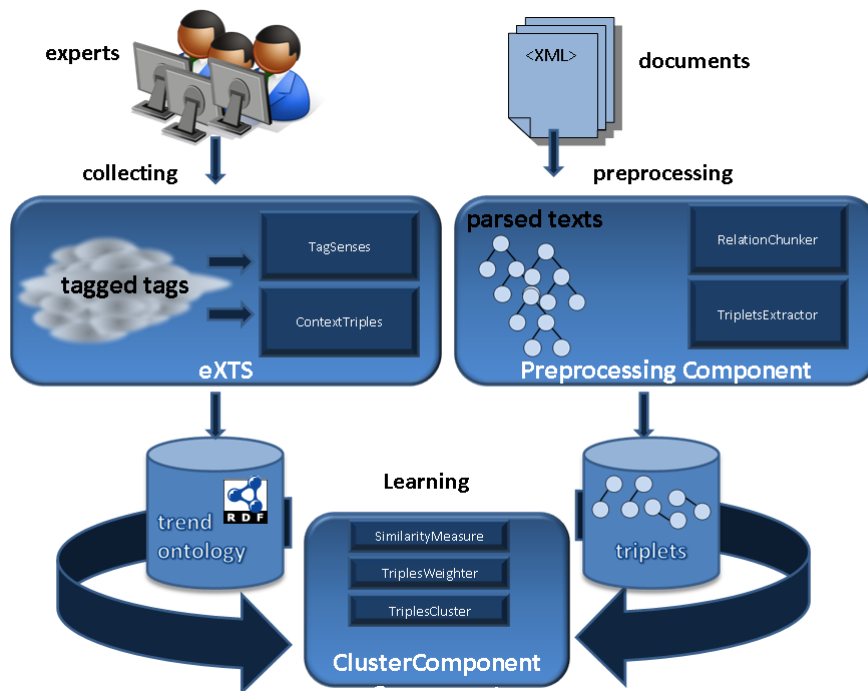 experts
<XML>
documents
collecting
preprocessing
tagged tags
TagSenses
ContextTriples
eXTS
parsed texts
RelationChunker
TripletsExtractor
Preprocessing Component
trend
ontology
RDF
Learning
SimilarityMeasure
TriplesWeighter
TriplesCluster
ClusterComponent
triplets